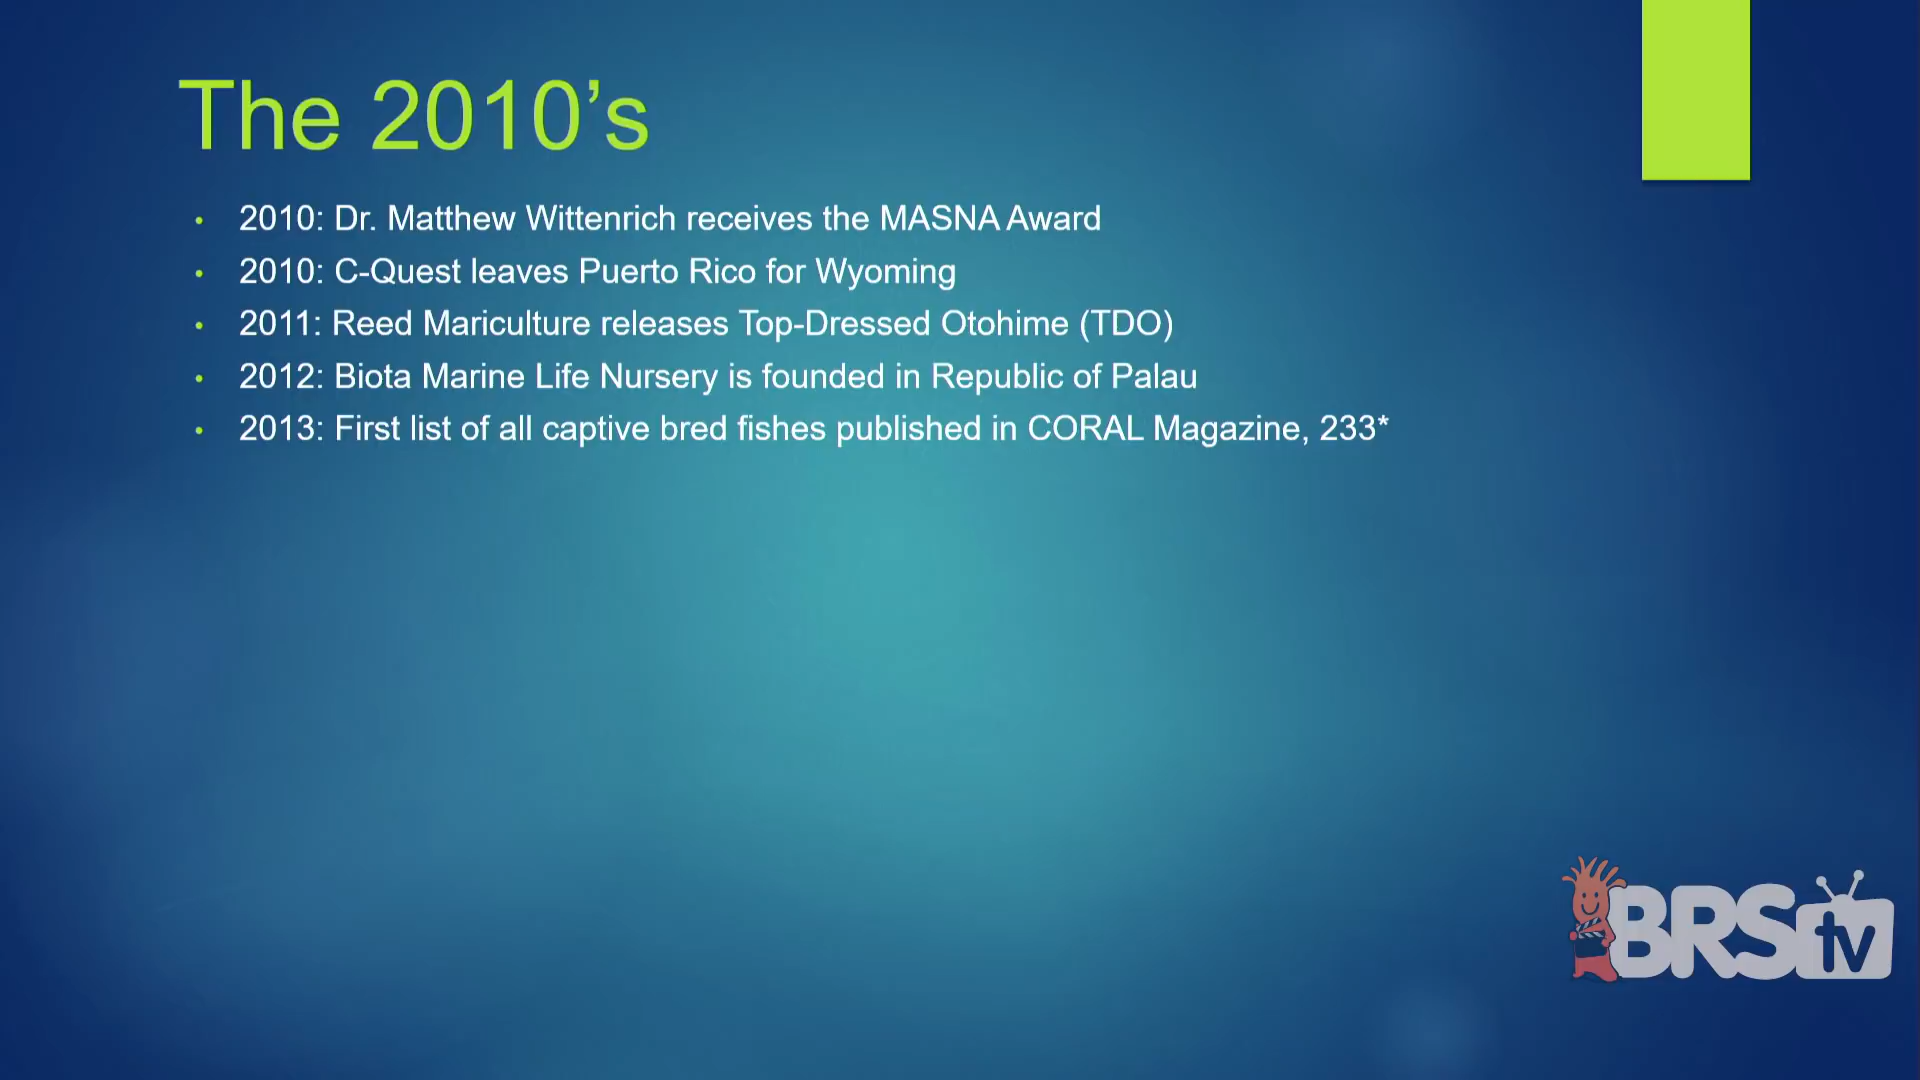 The 2010’s
• 2010: Dr. Matthew Wittenrich receives the MASNA Award
• 2010: C-Quest leaves Puerto Rico for Wyoming
• 2011: Reed Mariculture releases Top-Dressed Otohime (TDO)
• 2012: Biota Marine Life Nursery is founded in Republic of Palau
• 2013: First list of all captive bred fishes published in CORAL Magazine, 233*
BRStv